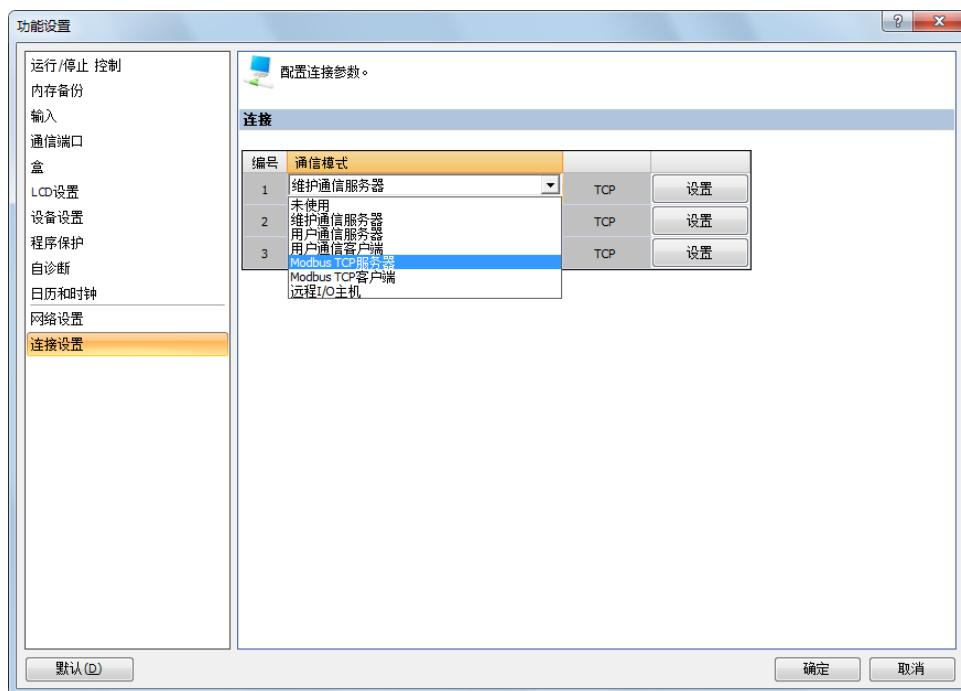 功能设置
运行/停止 控制
内存备份
输入
通信端口
盒
LCD设置
设备设置
程序保护
自诊断
日历和时钟
网络设置
连接设置
配置连接参数。
连接
编号 通信模式
1 维护通信服务器 TCP 设置
未使用
维护通信服务器
2 TCP 设置
用户通信服务器
用户通信客户端
3 TCP 设置
Modbus TCP服务器
Modbus TCP客户端
远程I/O主机
默认(D) 确定 取消